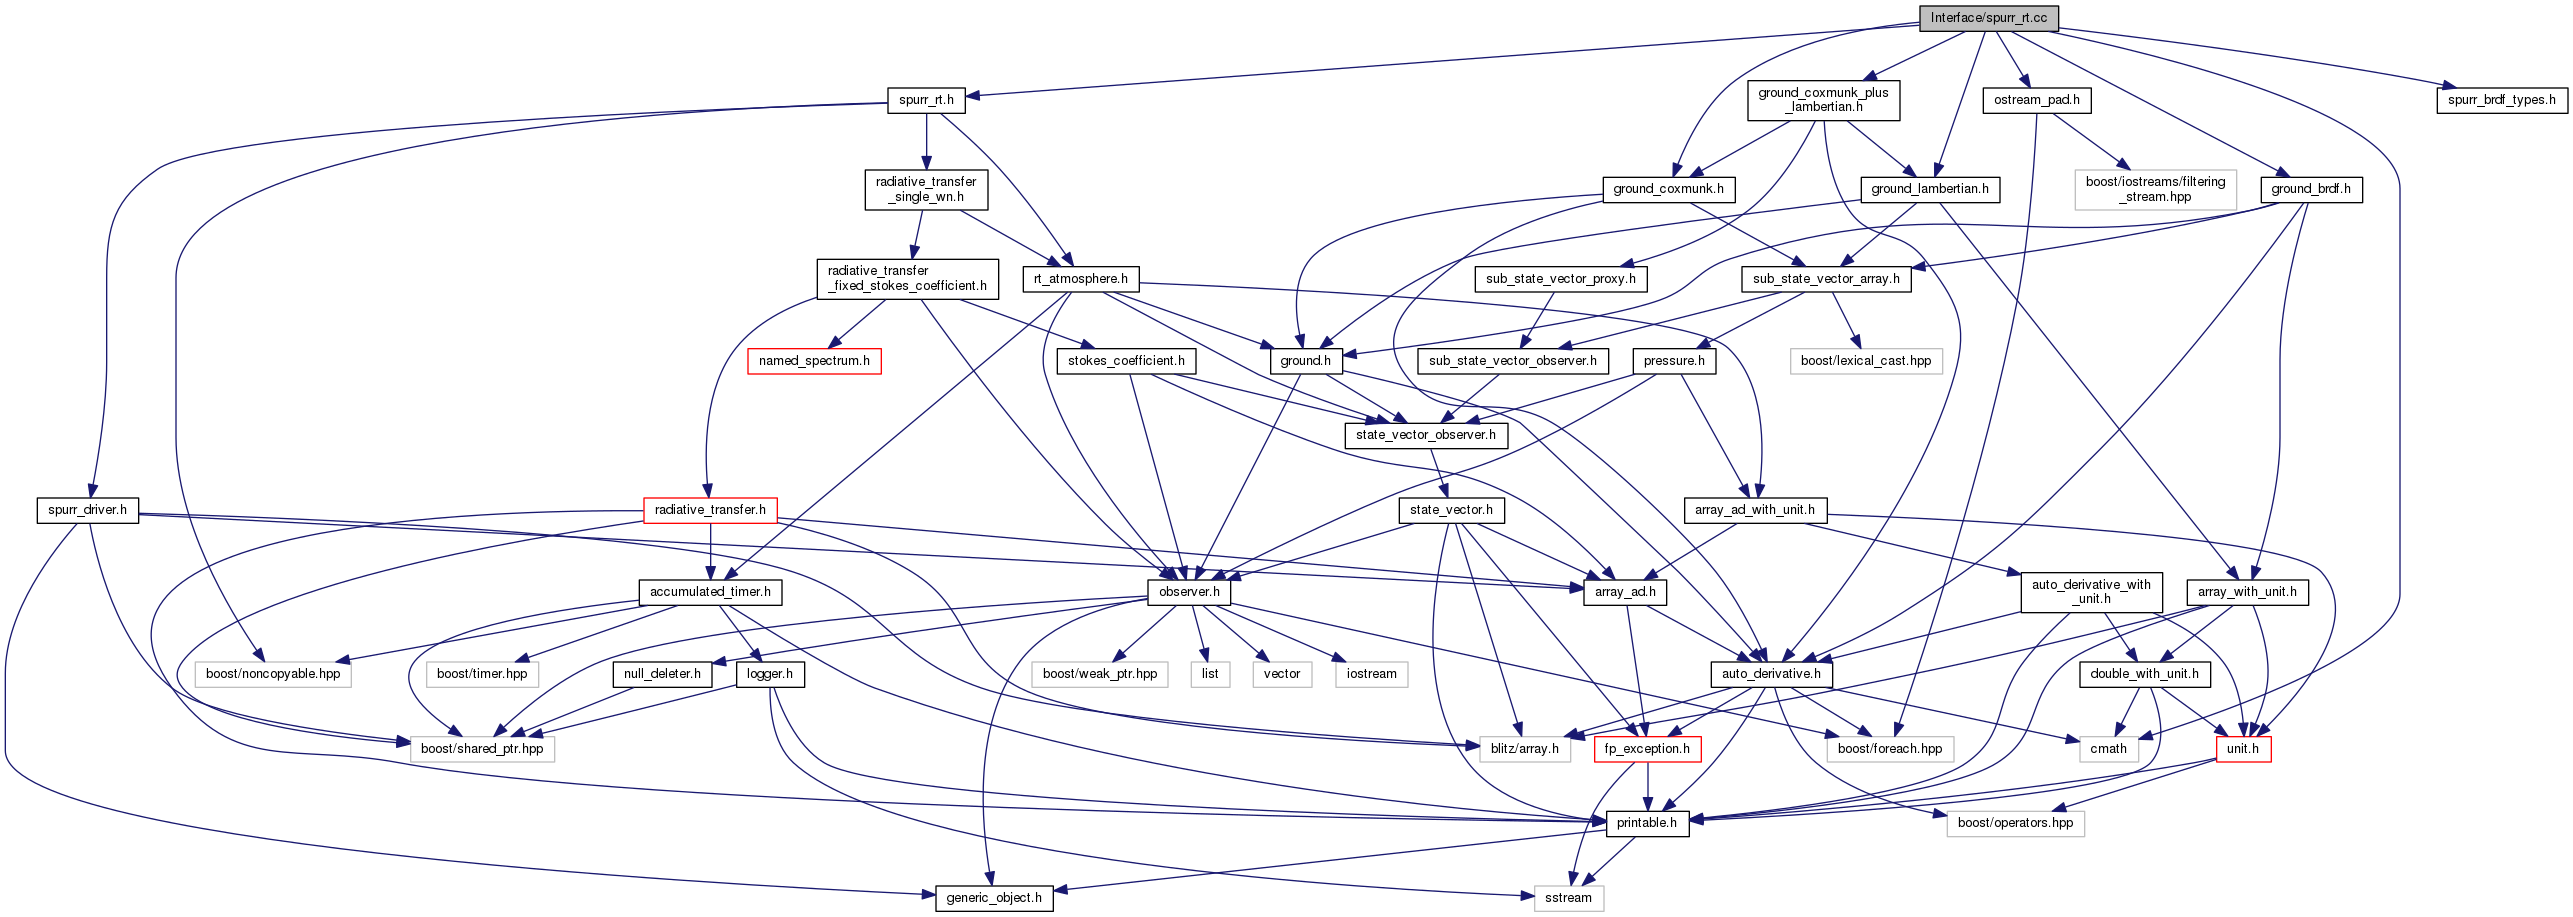 Interface/spurr_rt.cc
spurr_rt.h
ground_coxmunk_plus
_lambertian.h
ostream_pad.h
spurr_brdf_types.h
radiative_transfer
_single_wn.h
ground_coxmunk.h
ground_lambertian.h
boost/iostreams/filtering
_stream.hpp
ground_brdf.h
radiative_transfer
_fixed_stokes_coefficient.h
rt_atmosphere.h
sub_state_vector_proxy.h
sub_state_vector_array.h
named_spectrum.h
stokes_coefficient.h
ground.h
sub_state_vector_observer.h
pressure.h
boost/lexical_cast.hpp
state_vector_observer.h
spurr_driver.h
radiative_transfer.h
state_vector.h
array_ad_with_unit.h
accumulated_timer.h
observer.h
array_ad.h
auto_derivative_with
_unit.h
array_with_unit.h
boost/noncopyable.hpp
boost/timer.hpp
null_deleter.h
logger.h
boost/weak_ptr.hpp
list
vector
iostream
auto_derivative.h
double_with_unit.h
boost/shared_ptr.hpp
blitz/array.h
fp_exception.h
boost/foreach.hpp
cmath
unit.h
printable.h
boost/operators.hpp
generic_object.h
sstream